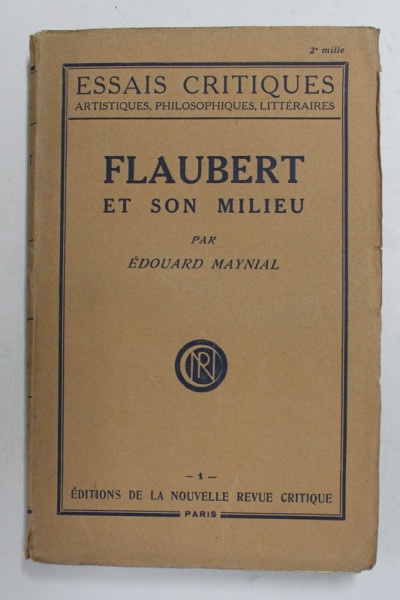 2e mille
ESSAIS CRITIQUES
ARTISTIQUES, PHILOSOPHIQUES, LITTÉRAIRES
FLAUBERT
ET SON MILIEU
PAR
ÉDOUARD MAYNIAL
NRC
— 1 —
ÉDITIONS DE LA NOUVELLE REVUE CRITIQUE
PARIS